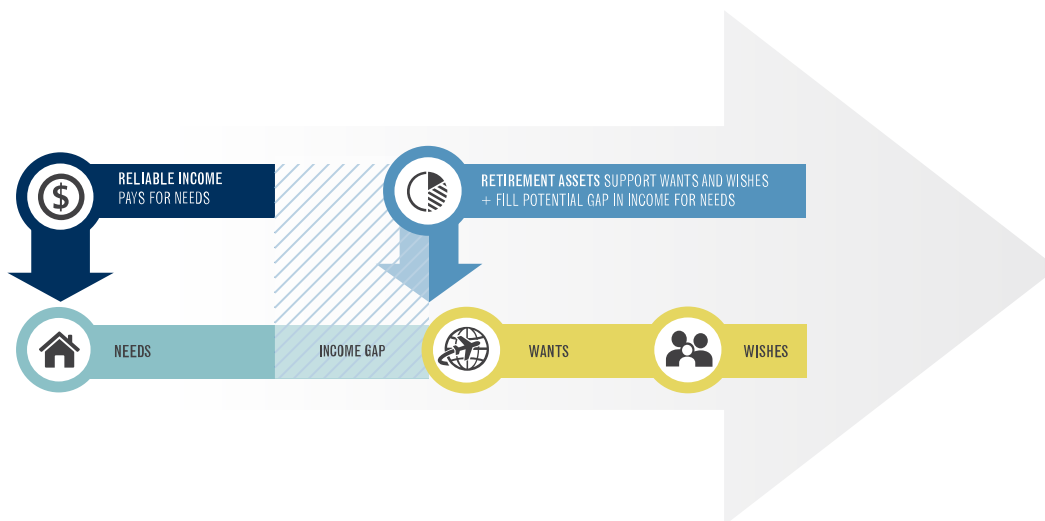 RELIABLE INCOME
PAYS FOR NEEDS
RETIREMENT ASSETS SUPPORT WANTS AND WISHES
+ FILL POTENTIAL GAP IN INCOME FOR NEEDS
$
NEEDS
INCOME GAP
WANTS
WISHES